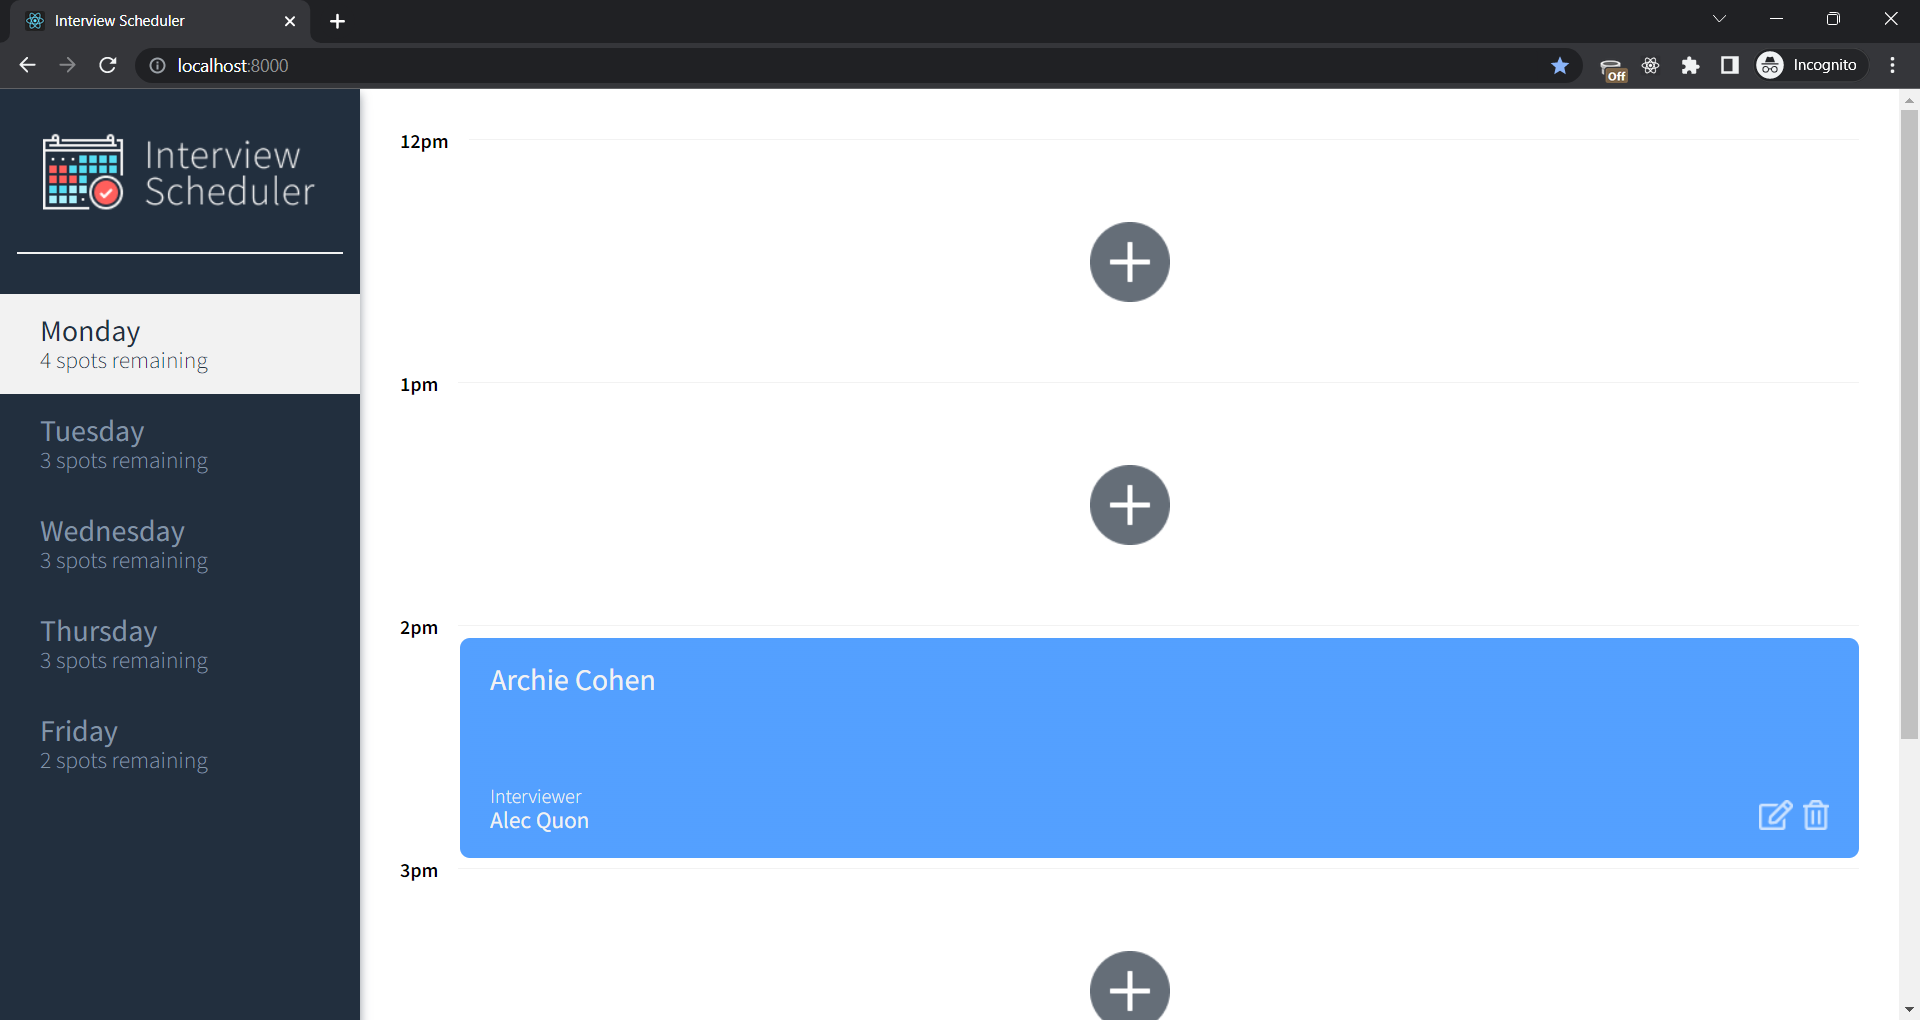 Interview Scheduler
localhost:8000
Off
Incognito
Interview
Scheduler
Monday
4 spots remaining
Tuesday
3 spots remaining
Wednesday
3 spots remaining
Thursday
3 spots remaining
Friday
2 spots remaining
12pm
1pm
2pm
Archie Cohen
Interviewer
Alec Quon
3pm